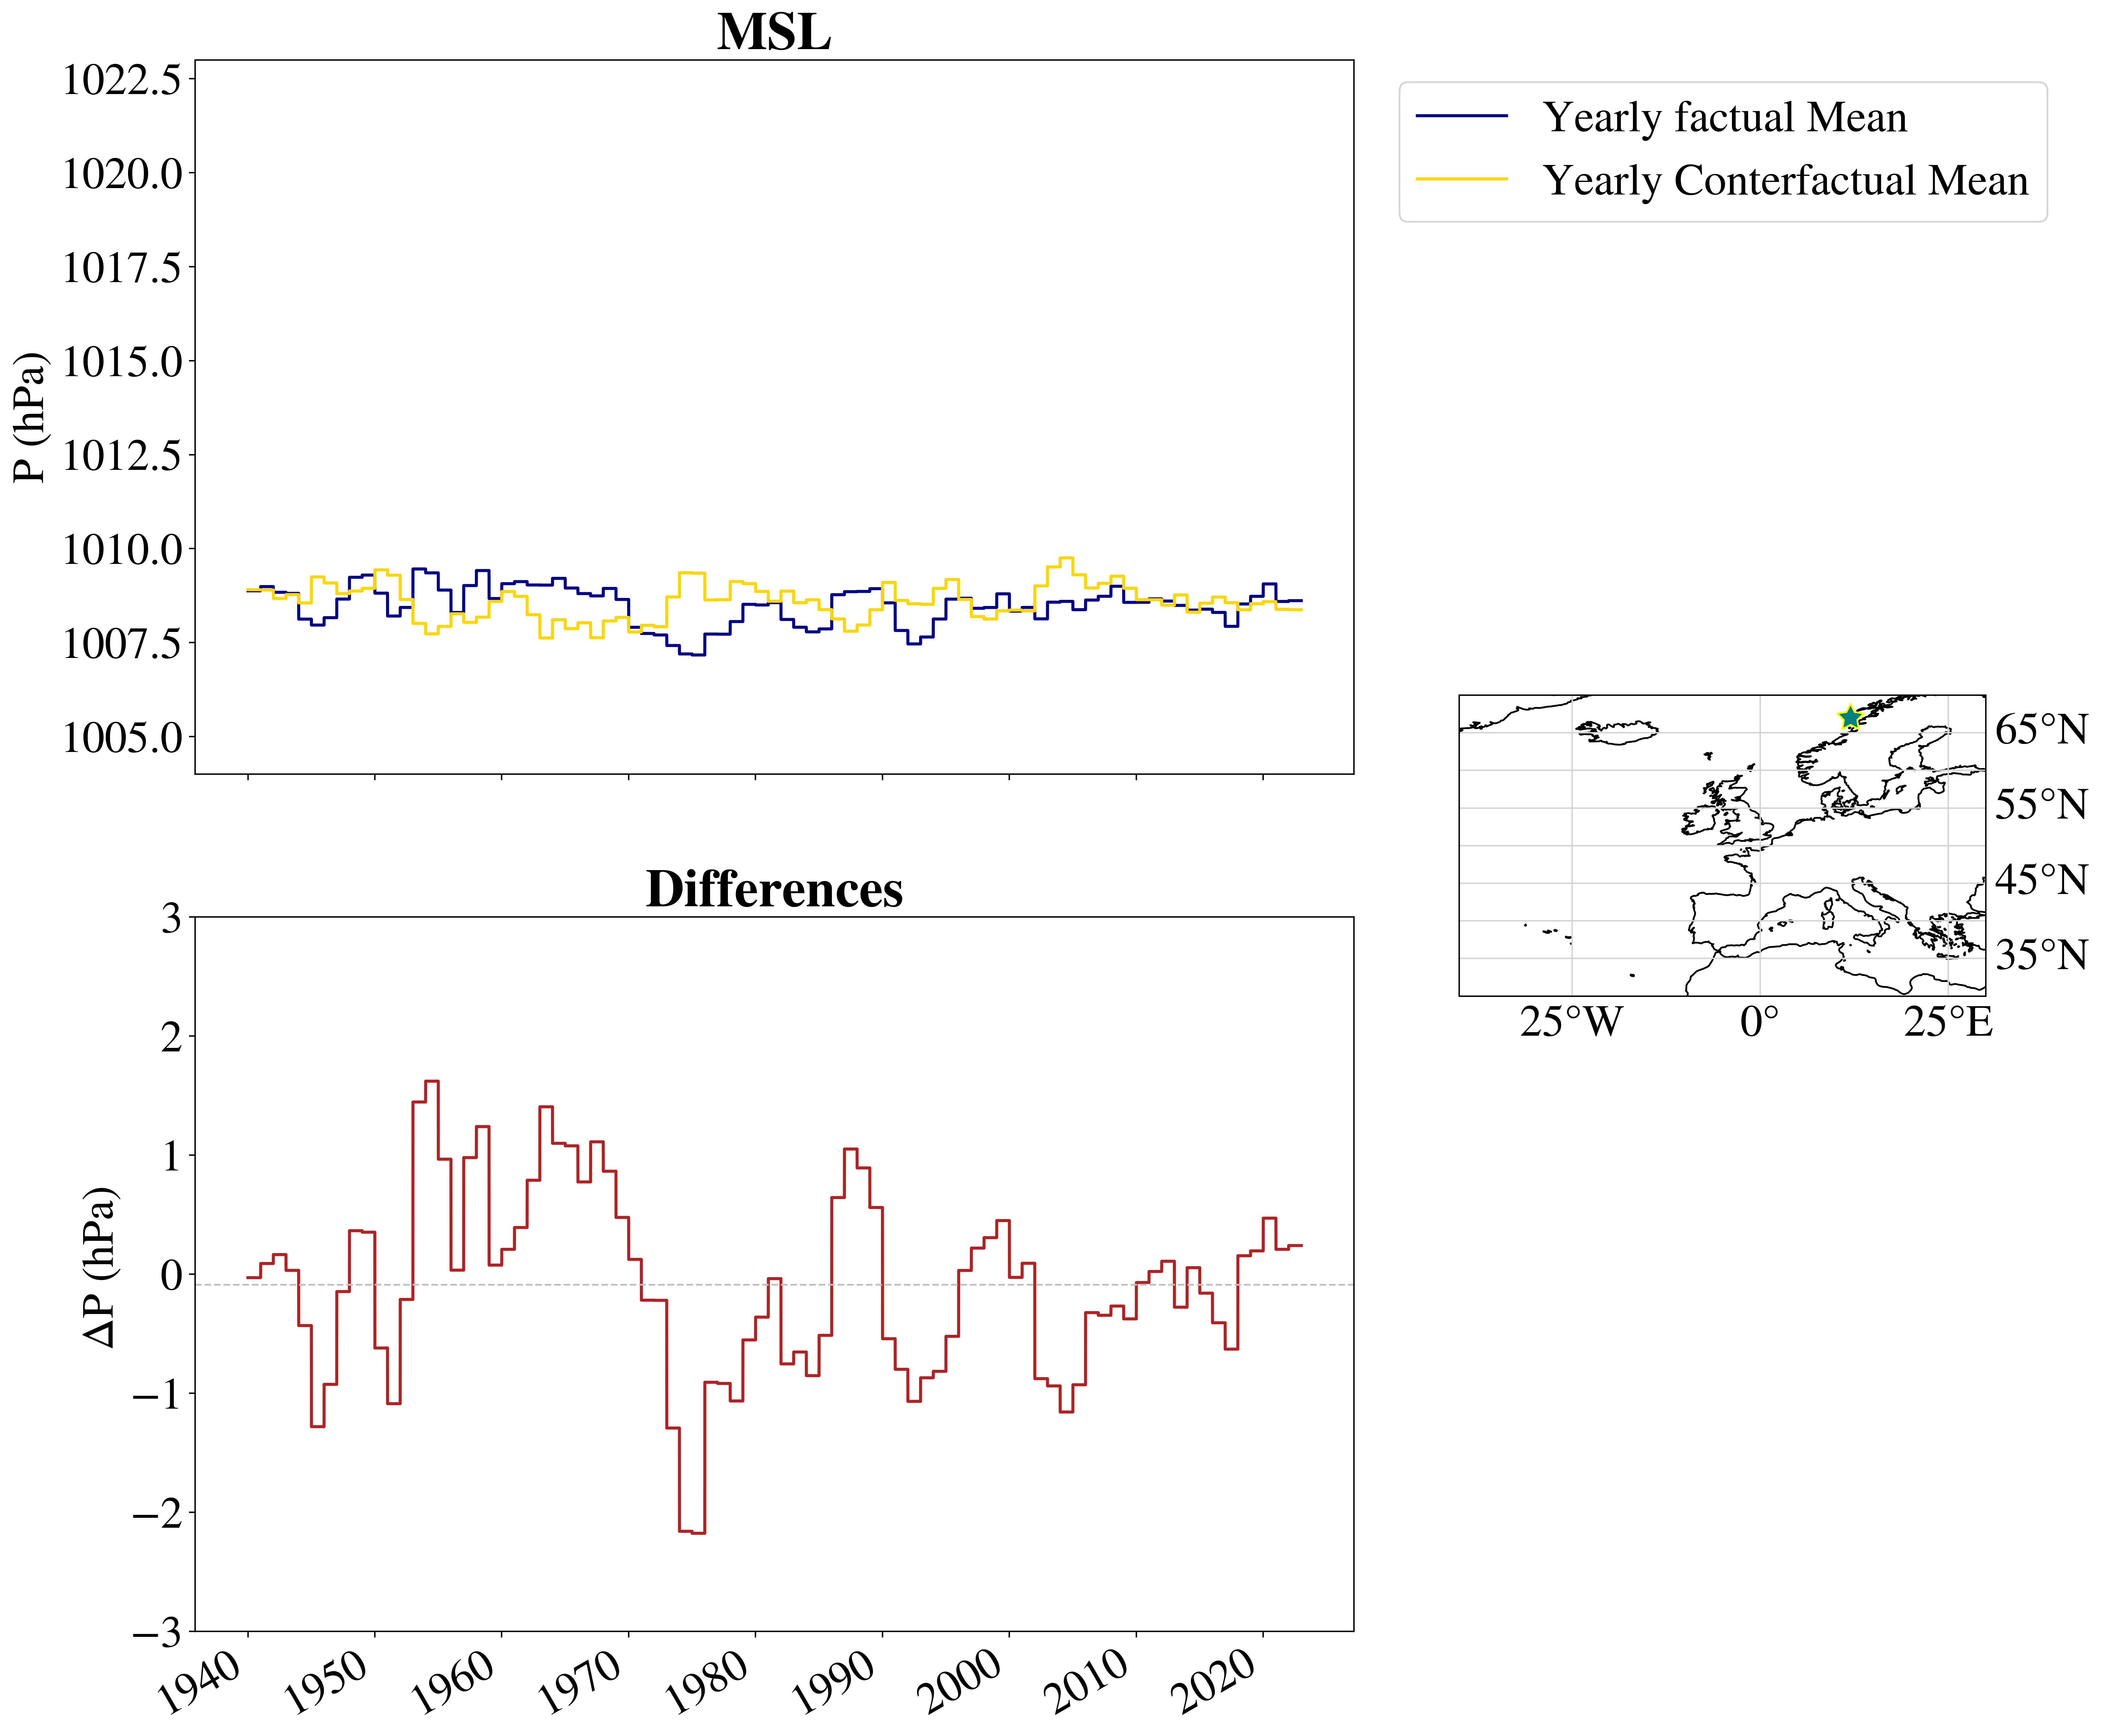 MSL
1022.5
1020.0
1017.5
1015.0
1012.5
1010.0
1007.5
1005.0
P (hPa)
Yearly factual Mean
Yearly Conterfactual Mean
65°N
55°N
45°N
35°N
25°W 0° 25°E
Differences
3
2
1
0
−1
−2
−3
ΔP (hPa)
1940 1950 1960 1970 1980 1990 2000 2010 2020